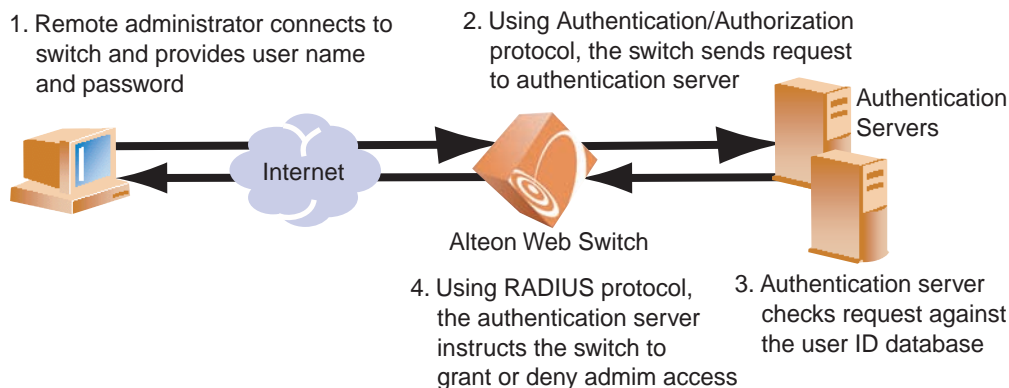 1. Remote administrator connects to
switch and provides user name
and password
2. Using Authentication/Authorization
protocol, the switch sends request
to authentication server
Authentication
Servers
Internet
Alteon Web Switch
4. Using RADIUS protocol,
the authentication server
instructs the switch to
grant or deny admim access
3. Authentication server
checks request against
the user ID database